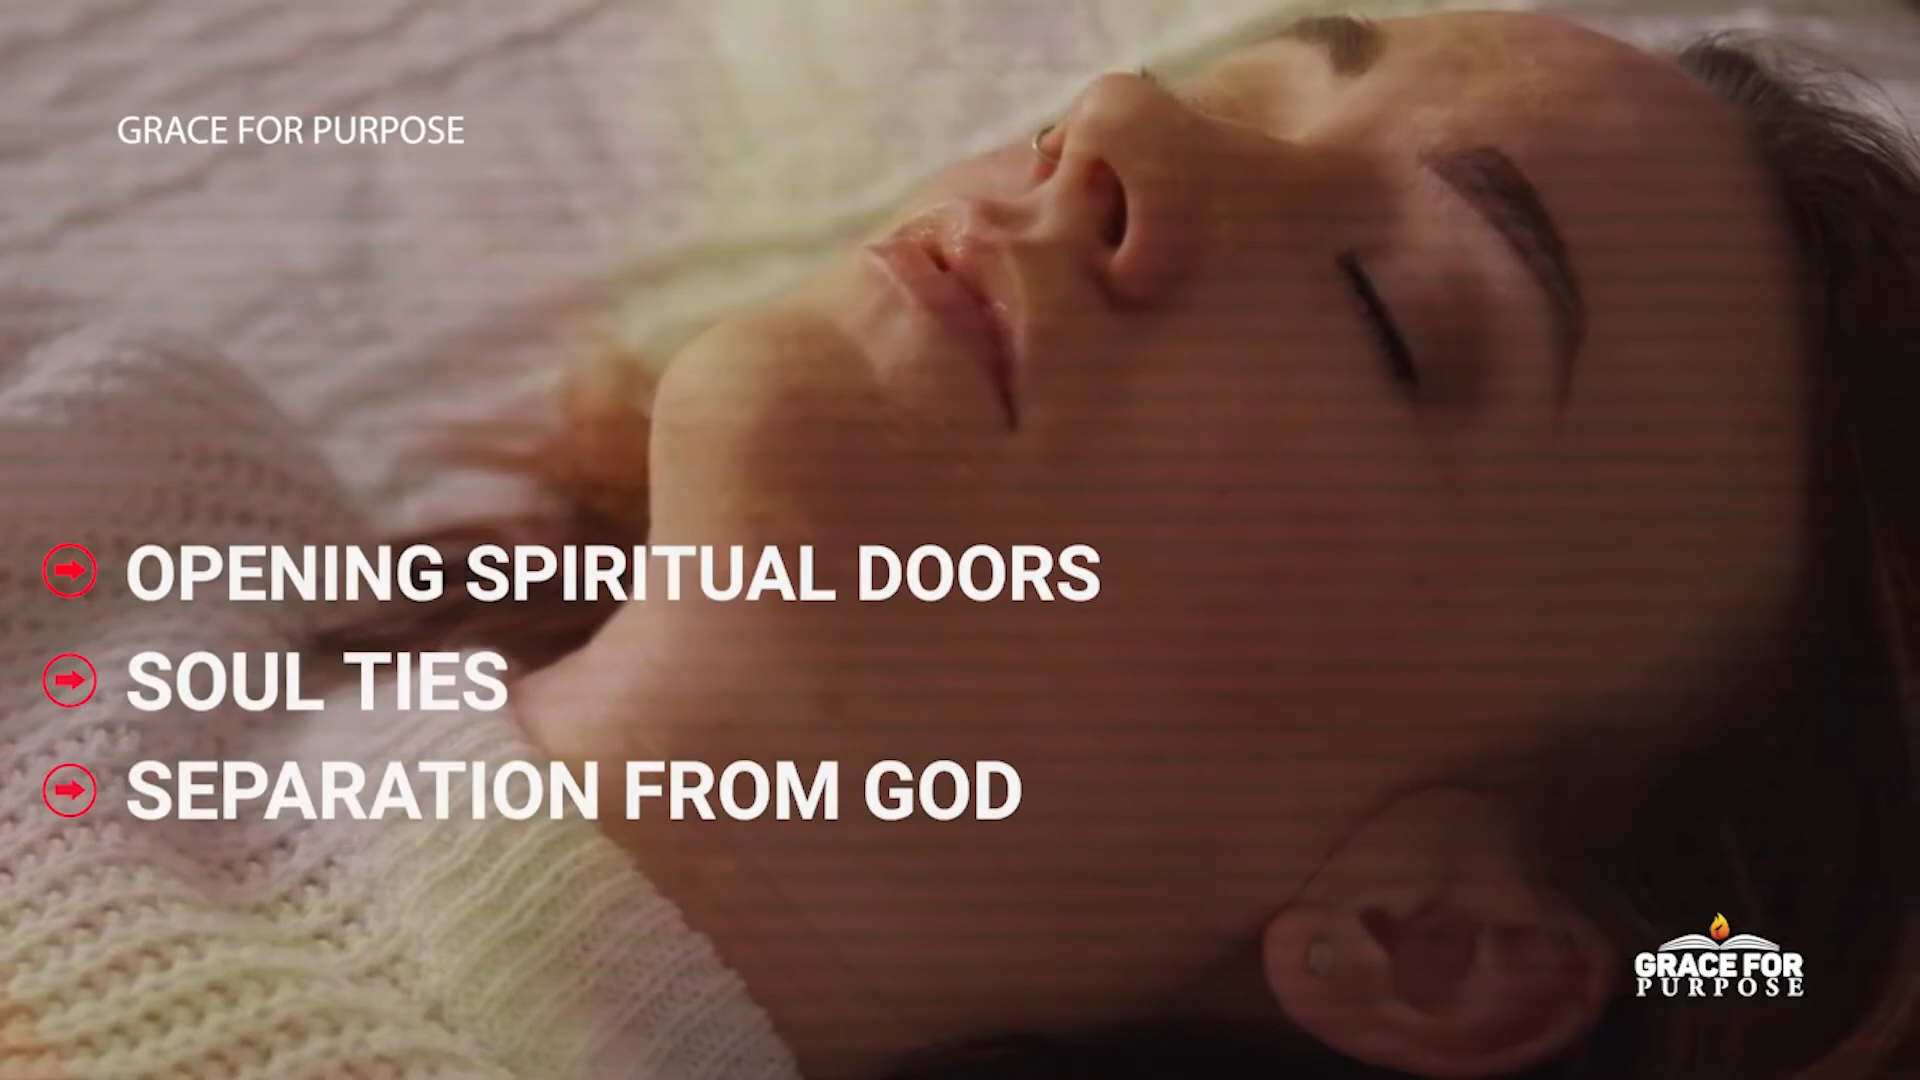 GRACE FOR PURPOSE
OPENING SPIRITUAL DOORS
SOUL TIES
SEPARATION FROM GOD
GRACE FOR
PURPOSE